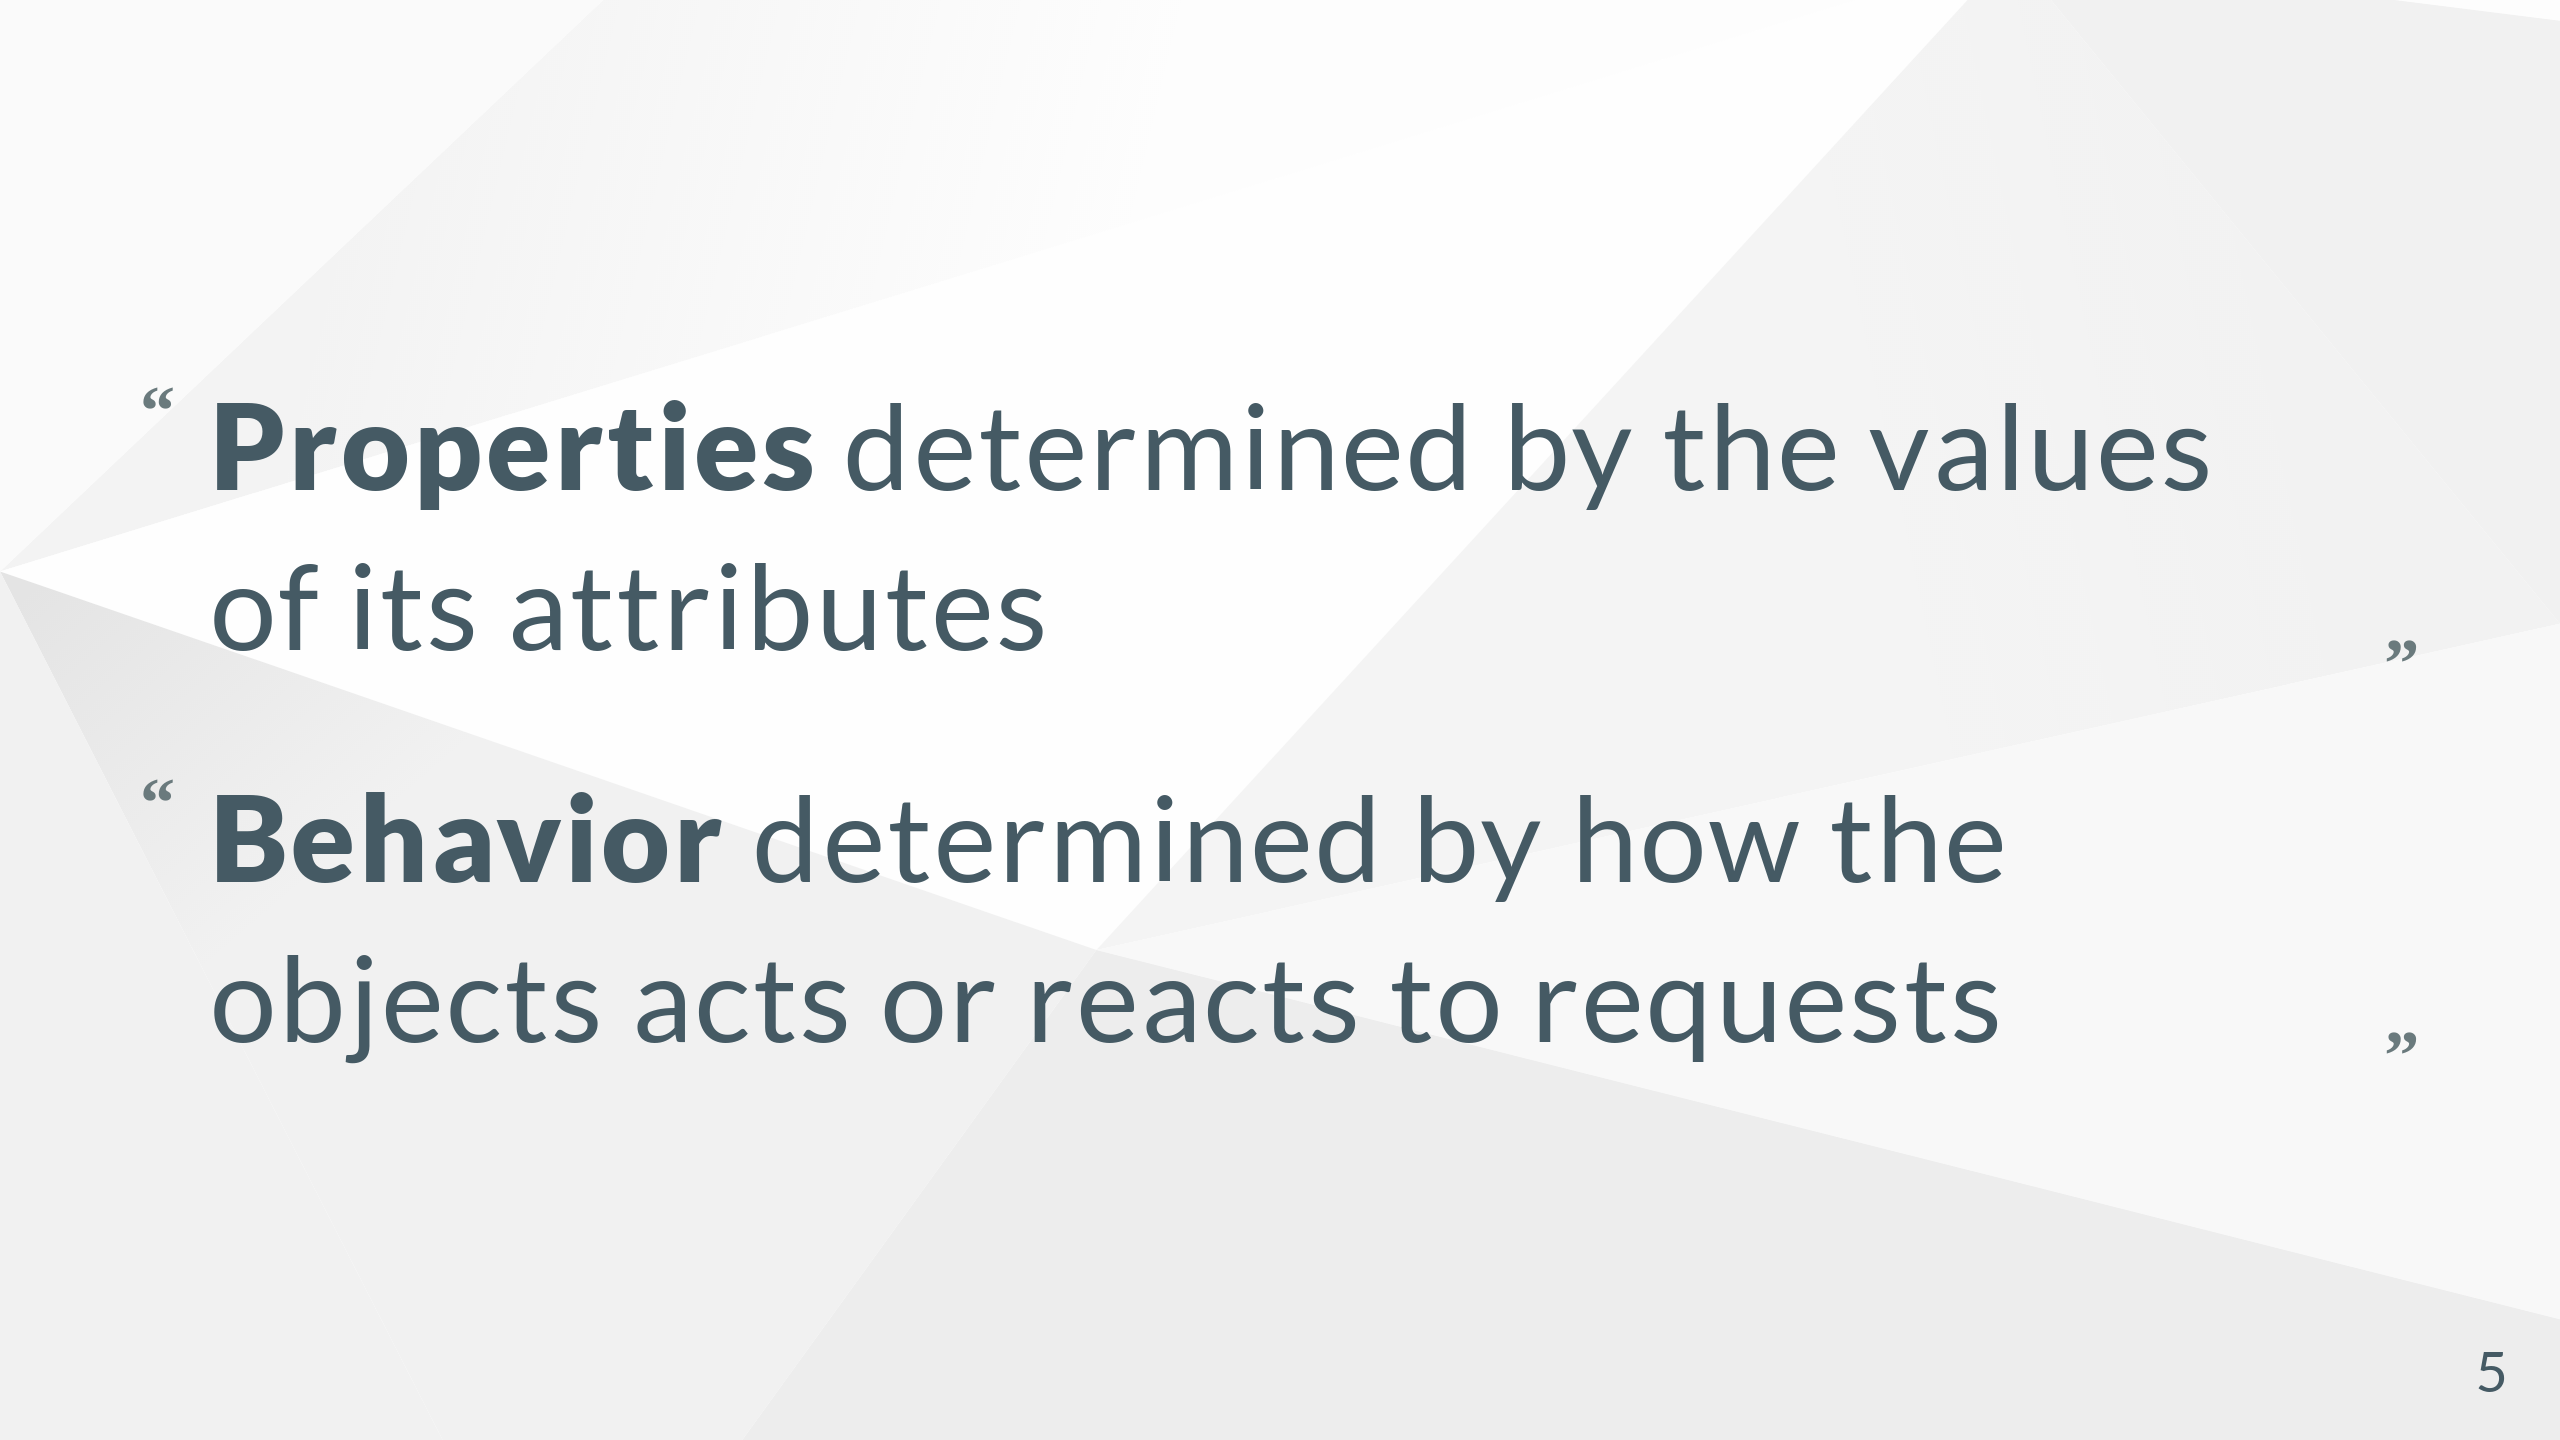 “ Properties determined by the values
of its attributes ”
“ Behavior determined by how the
objects acts or reacts to requests ”
5